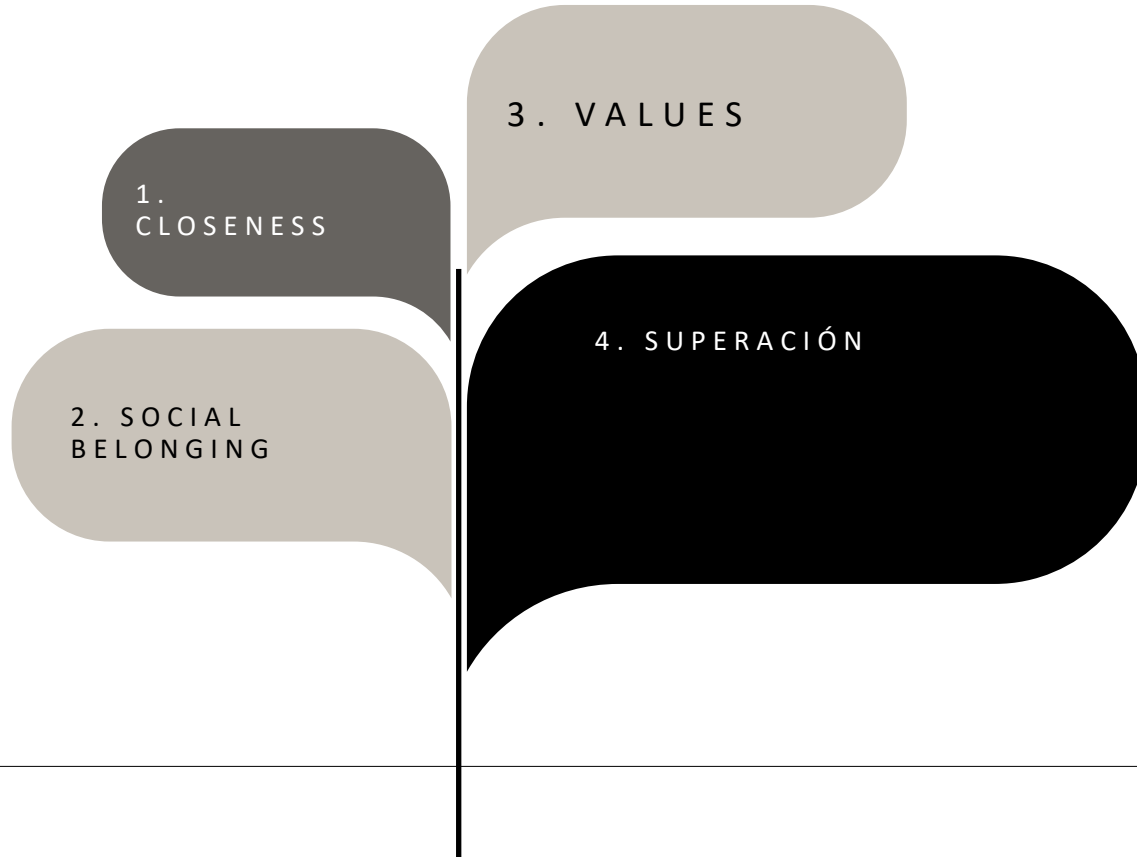 1.
CLOSENESS
2. SOCIAL
BELONGING
3. VALUES
4. SUPERACIÓN